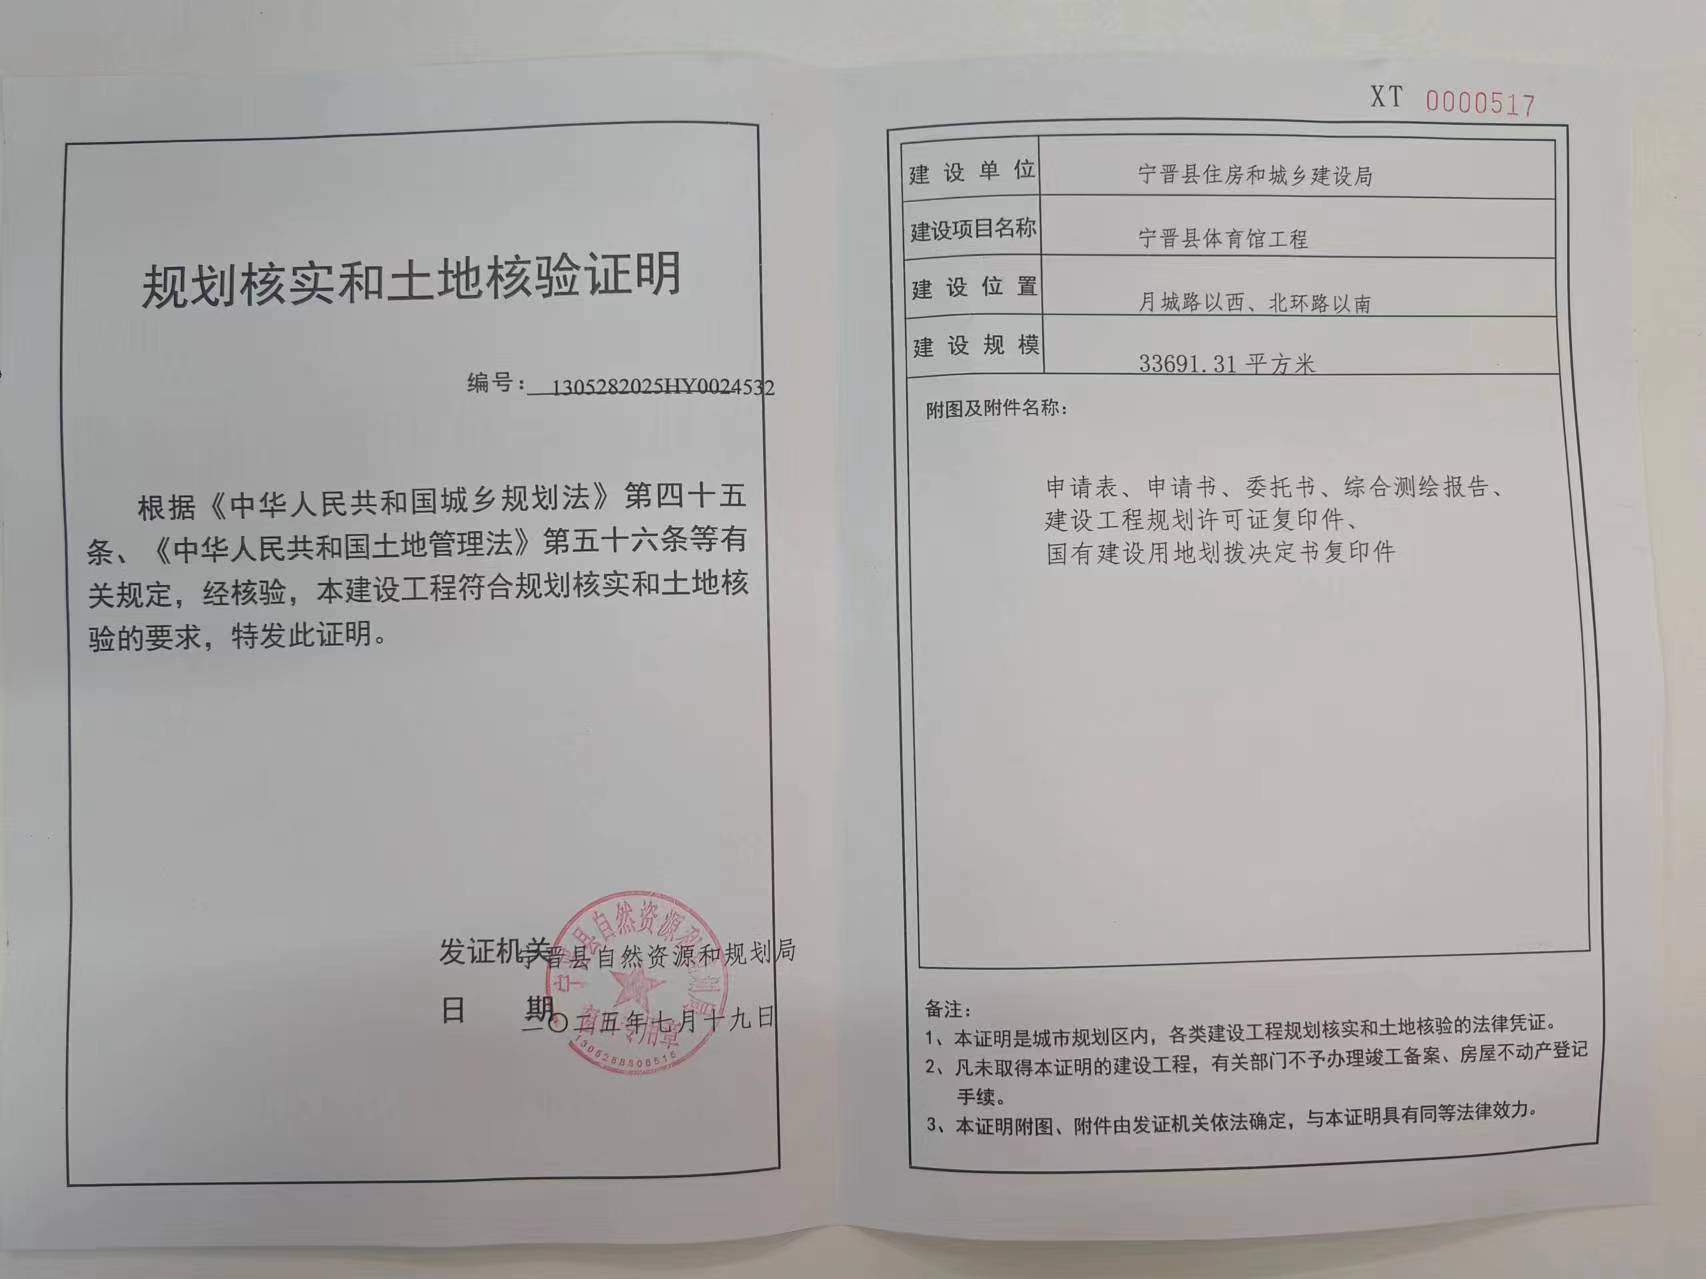 规划核实和土地核验证明
编号： 1305282025HY0024532
根据《中华人民共和国城乡规划法》第四十五
条、《中华人民共和国土地管理法》第五十六条等有
关规定，经核验，本建设工程符合规划核实和土地核
验的要求，特发此证明。
发证机关 宁晋县自然资源和规划局
日 期 二〇二五年七月十九日
XT 0000517
建设单位 宁晋县住房和城乡建设局
建设项目名称 宁晋县体育馆工程
建设位置 月城路以西、北环路以南
建设规模 33691.31平方米
附图及附件名称：
申请表、申请书、委托书、综合测绘报告、
建设工程规划许可证复印件、
国有建设用地划拨决定书复印件
备注：
1、本证明是城市规划区内，各类建设工程规划核实和土地核验的法律凭证。
2、凡未取得本证明的建设工程，有关部门不予办理竣工备案、房屋不动产登记
手续。
3、本证明附图、附件由发证机关依法确定，与本证明具有同等法律效力。